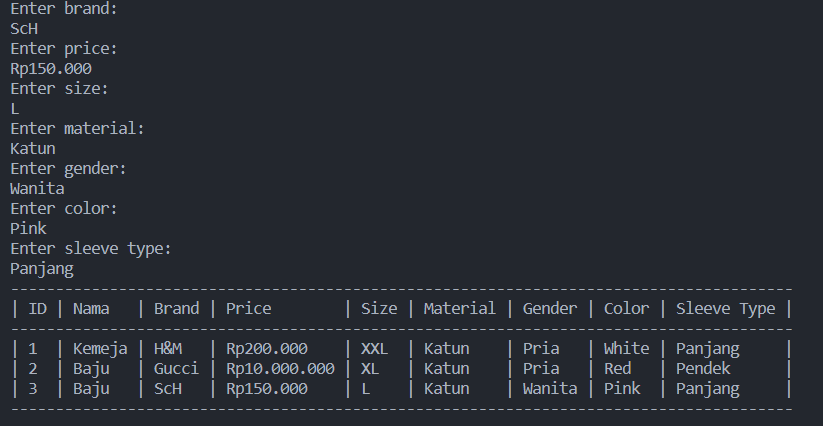 Enter brand:
ScH
Enter price:
Rp150.000
Enter size:
L
Enter material:
Katun
Enter gender:
Wanita
Enter color:
Pink
Enter sleeve type:
Panjang
---------------------------------------------------------------------------------------
| ID | Nama   | Brand | Price         | Size | Material | Gender | Color | Sleeve Type |
---------------------------------------------------------------------------------------
| 1  | Kemeja | H&M   | Rp200.000     | XXL  | Katun    | Pria   | White | Panjang     |
| 2  | Baju   | Gucci | Rp10.000.000 | XL   | Katun    | Pria   | Red   | Pendek      |
| 3  | Baju   | ScH   | Rp150.000     | L    | Katun    | Wanita | Pink  | Panjang     |
---------------------------------------------------------------------------------------